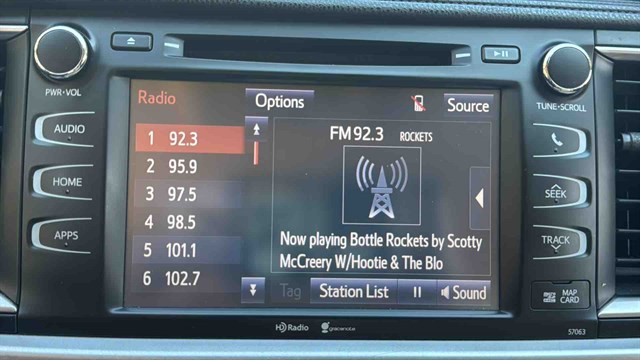 PWR•VOL
TUNE•SCROLL
AUDIO
HOME
APPS
SEEK
TRACK
MAP
CARD
Radio
Options
Source
1 92.3
2 95.9
3 97.5
4 98.5
5 101.1
6 102.7
FM 92.3 ROCKETS
Now playing Bottle Rockets by Scotty
McCreery W/Hootie & The Blo
Tag
Station List
Sound
HD Radio
gracenote
57063